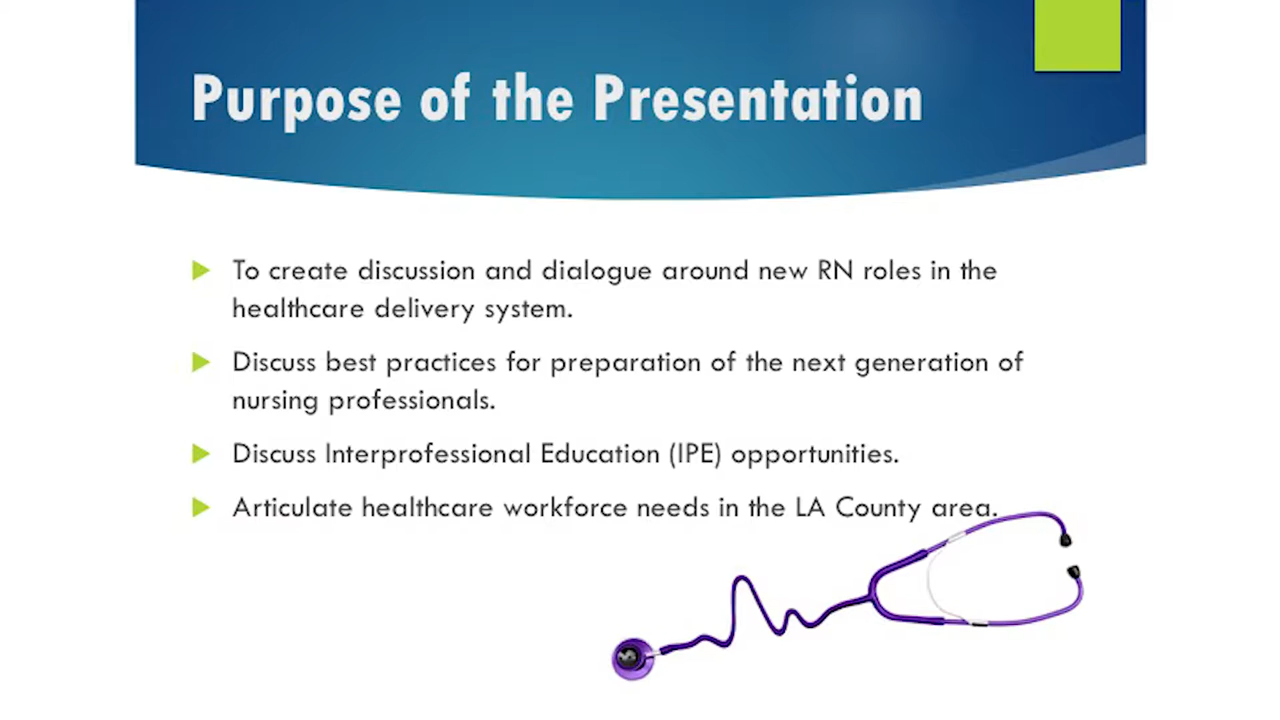 Purpose of the Presentation
To create discussion and dialogue around new RN roles in the
healthcare delivery system.
Discuss best practices for preparation of the next generation of
nursing professionals.
Discuss Interprofessional Education (IPE) opportunities.
Articulate healthcare workforce needs in the LA County area.